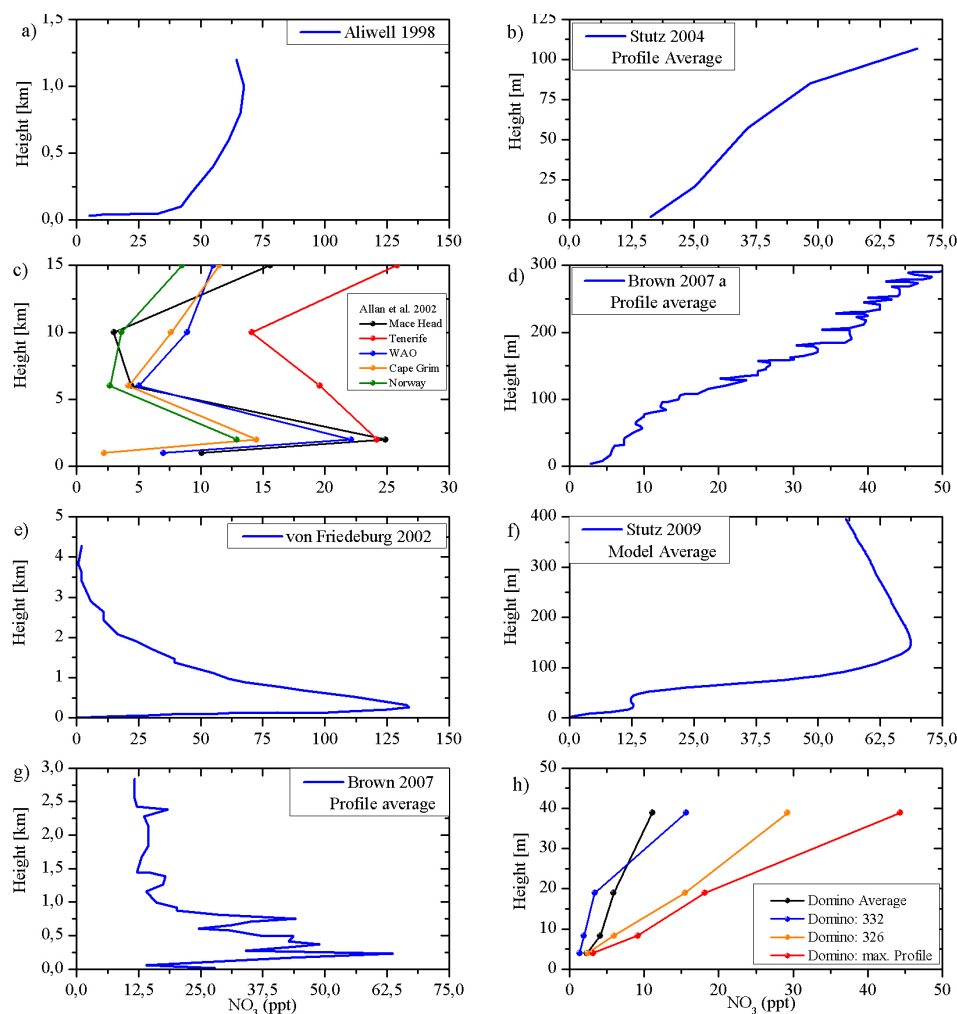 a)
Height [km]
1,5
1,0
0,5
0,0
Aliwell 1998
0 25 50 75 100 125 150
b)
Height [m]
125
100
75
50
25
0
Stutz 2004
Profile Average
0,0 12,5 25,0 37,5 50,0 62,5 75,0
c)
Height [km]
15
10
5
0
Allan et al. 2002
Mace Head
Tenerife
WAO
Cape Grim
Norway
0 5 10 15 20 25 30
d)
Height [m]
300
200
100
0
Brown 2007 a
Profile average
0 10 20 30 40 50
e)
Height [km]
5
4
3
2
1
0
von Friedeburg 2002
0 25 50 75 100 125 150
f)
Height [m]
400
300
200
100
0
Stutz 2009
Model Average
0,0 12,5 25,0 37,5 50,0 62,5 75,0
g)
Height [km]
3,0
2,5
2,0
1,5
1,0
0,5
0,0
Brown 2007
Profile average
0,0 12,5 25,0 37,5 50,0 62,5 75,0
NO3 (ppt)
h)
Height [m]
50
40
30
20
10
0
Domino Average
Domino: 332
Domino: 326
Domino: max. Profile
0 10 20 30 40 50
NO3 (ppt)